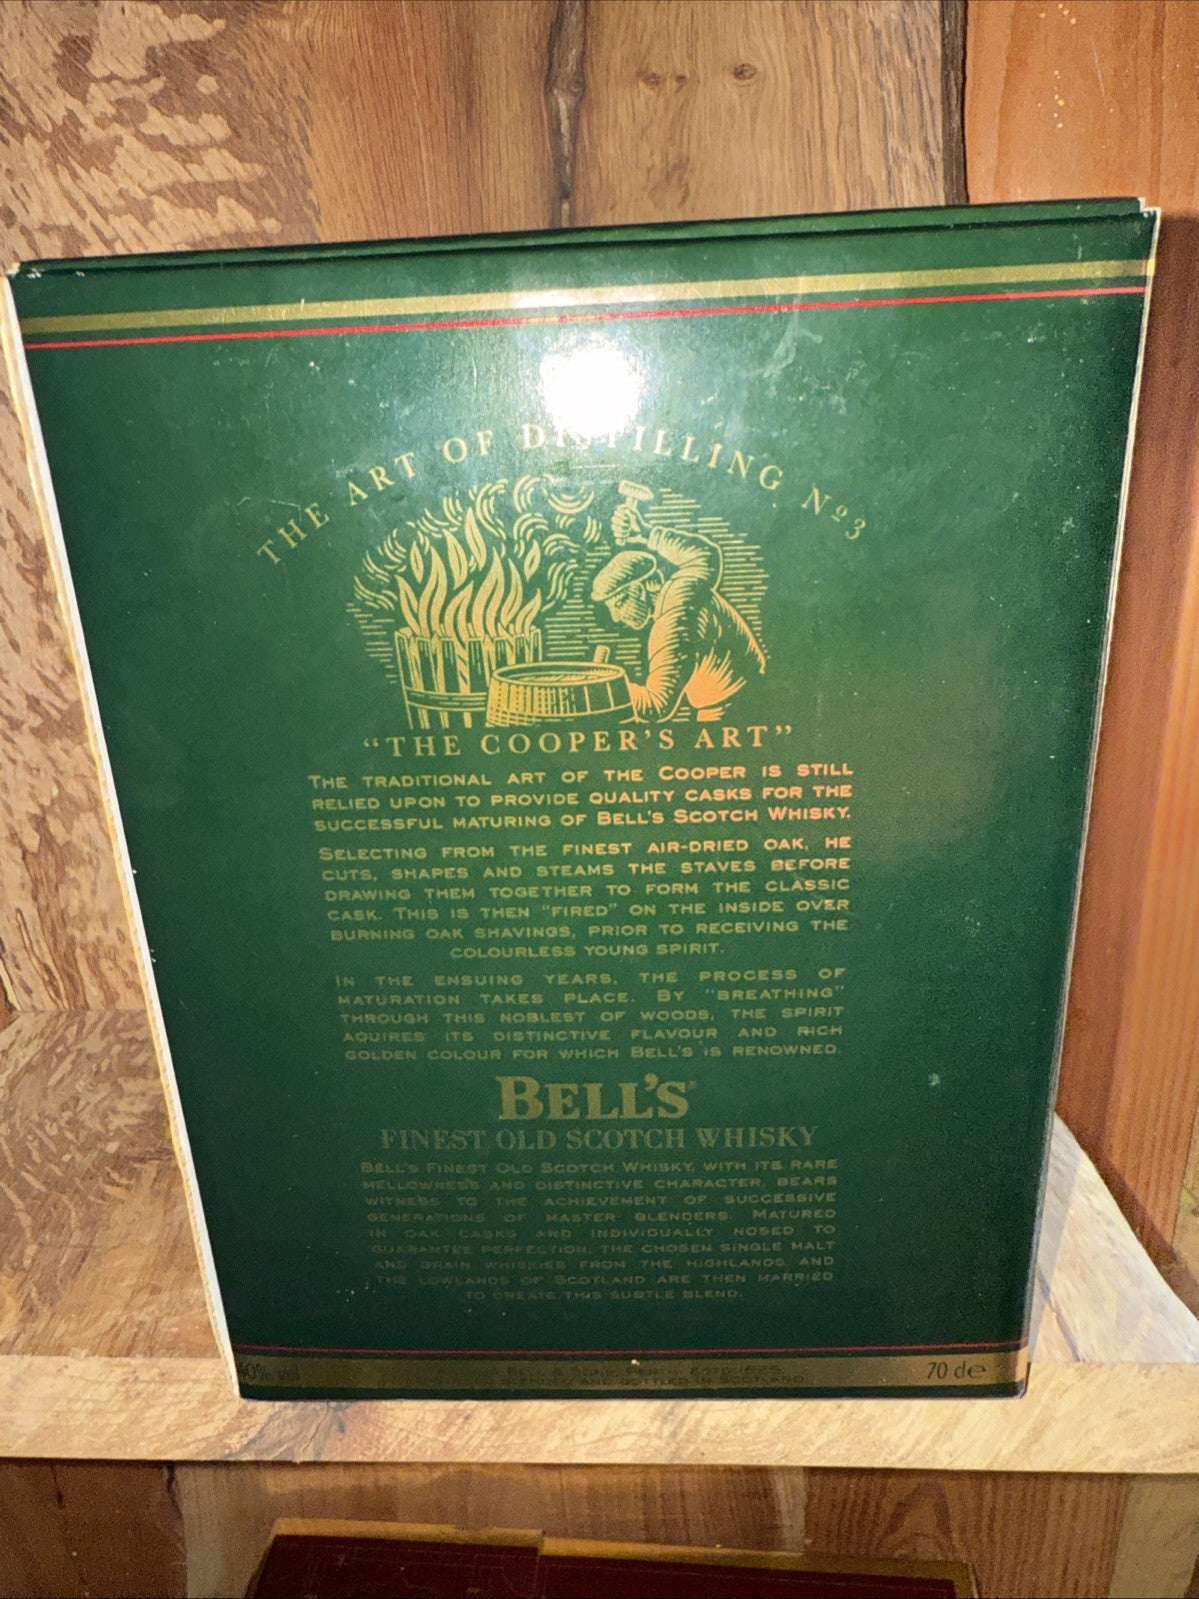 THE ART OF DISTILLING Nº3
"THE COOPER'S ART"
THE TRADITIONAL ART OF THE COOPER IS STILL
RELIED UPON TO PROVIDE QUALITY CASKS FOR THE
SUCCESSFUL MATURING OF BELL'S SCOTCH WHISKY.
SELECTING FROM THE FINEST AIR-DRIED OAK, HE
CUTS, SHAPES AND STEAMS THE STAVES BEFORE
DRAWING THEM TOGETHER TO FORM THE CLASSIC
CASK. THIS IS THEN "FIRED" ON THE INSIDE OVER
BURNING OAK SHAVINGS, PRIOR TO RECEIVING THE
COLOURLESS YOUNG SPIRIT.
IN THE ENSUING YEARS, THE PROCESS OF
MATURATION TAKES PLACE. BY "BREATHING"
THROUGH THIS NOBLEST OF WOODS, THE SPIRIT
AQUIRES ITS DISTINCTIVE FLAVOUR AND RICH
GOLDEN COLOUR FOR WHICH BELL'S IS RENOWNED.
BELL'S
FINEST OLD SCOTCH WHISKY
BELL'S FINEST OLD SCOTCH WHISKY, WITH ITS RARE
MELLOWNESS AND DISTINCTIVE CHARACTER, BEARS
WITNESS TO THE ACHIEVEMENT OF SUCCESSIVE
GENERATIONS OF MASTER BLENDERS. MATURED
IN OAK CASKS AND INDIVIDUALLY NOSED TO
GUARANTEE PERFECTION, THE CHOSEN SINGLE MALT
AND GRAIN WHISKIES FROM THE HIGHLANDS AND
THE LOWLANDS OF SCOTLAND ARE THEN MARRIED
TO CREATE THIS SUBTLE BLEND.
40% vol
AND BOTTLED IN SCOTLAND
70 cl e